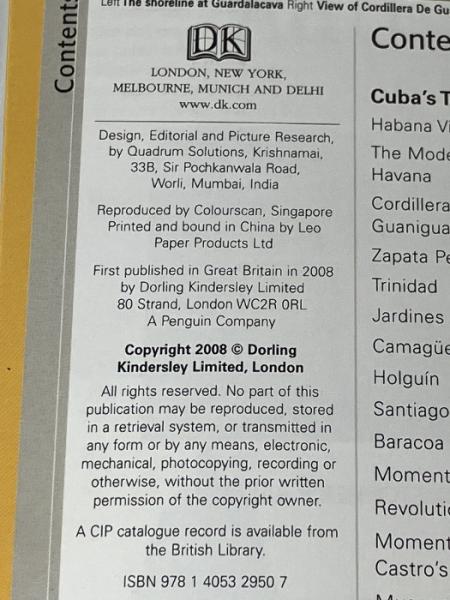 Left The shoreline at Guardalacava Right View of Cordillera De Gu
Contents
DK
LONDON, NEW YORK,
MELBOURNE, MUNICH AND DELHI
www.dk.com
Design, Editorial and Picture Research,
by Quadrum Solutions, Krishnamai,
33B, Sir Pochkanwala Road,
Worli, Mumbai, India
Reproduced by Colourscan, Singapore
Printed and bound in China by Leo
Paper Products Ltd
First published in Great Britain in 2008
by Dorling Kindersley Limited
80 Strand, London WC2R 0RL
A Penguin Company
Copyright 2008 © Dorling
Kindersley Limited, London
All rights reserved. No part of this
publication may be reproduced, stored
in a retrieval system, or transmitted in
any form or by any means, electronic,
mechanical, photocopying, recording or
otherwise, without the prior written
permission of the copyright owner.
A CIP catalogue record is available from
the British Library.
ISBN 978 1 4053 2950 7
Conte
Cuba's T
Habana Vi
The Mode
Havana
Cordillera
Guanigua
Zapata Pe
Trinidad
Jardines
Camagüe
Holguín
Santiago
Baracoa
Moment
Revoluti
Moment
Castro's